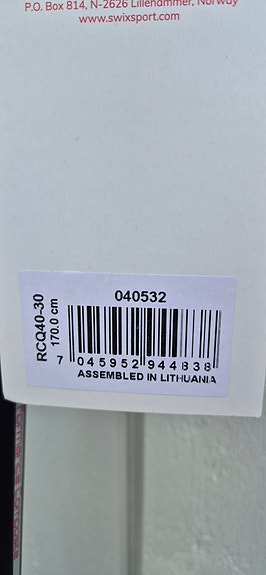 P.O. Box 814, N-2626 Lillehammer, Norway
www.swixsport.com
040532
RCQ40-30
170.0 cm
7 045952 944838
ASSEMBLED IN LITHUANIA